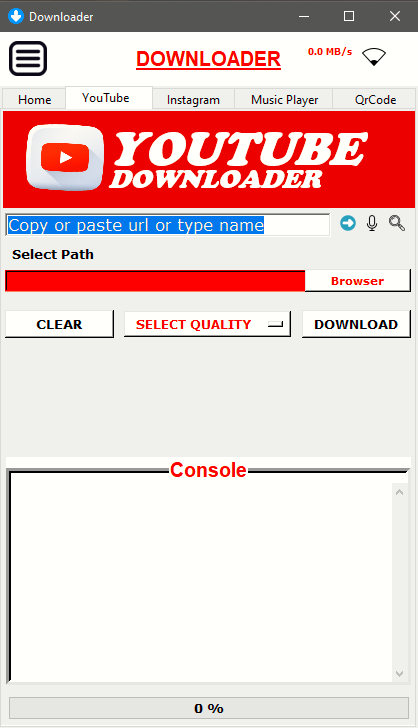 Downloader
DOWNLOADER
0.0 MB/s
Home YouTube Instagram Music Player QrCode
YOUTUBE
DOWNLOADER
Copy or paste url or type name
Select Path
Browser
CLEAR SELECT QUALITY DOWNLOAD
Console
0 %